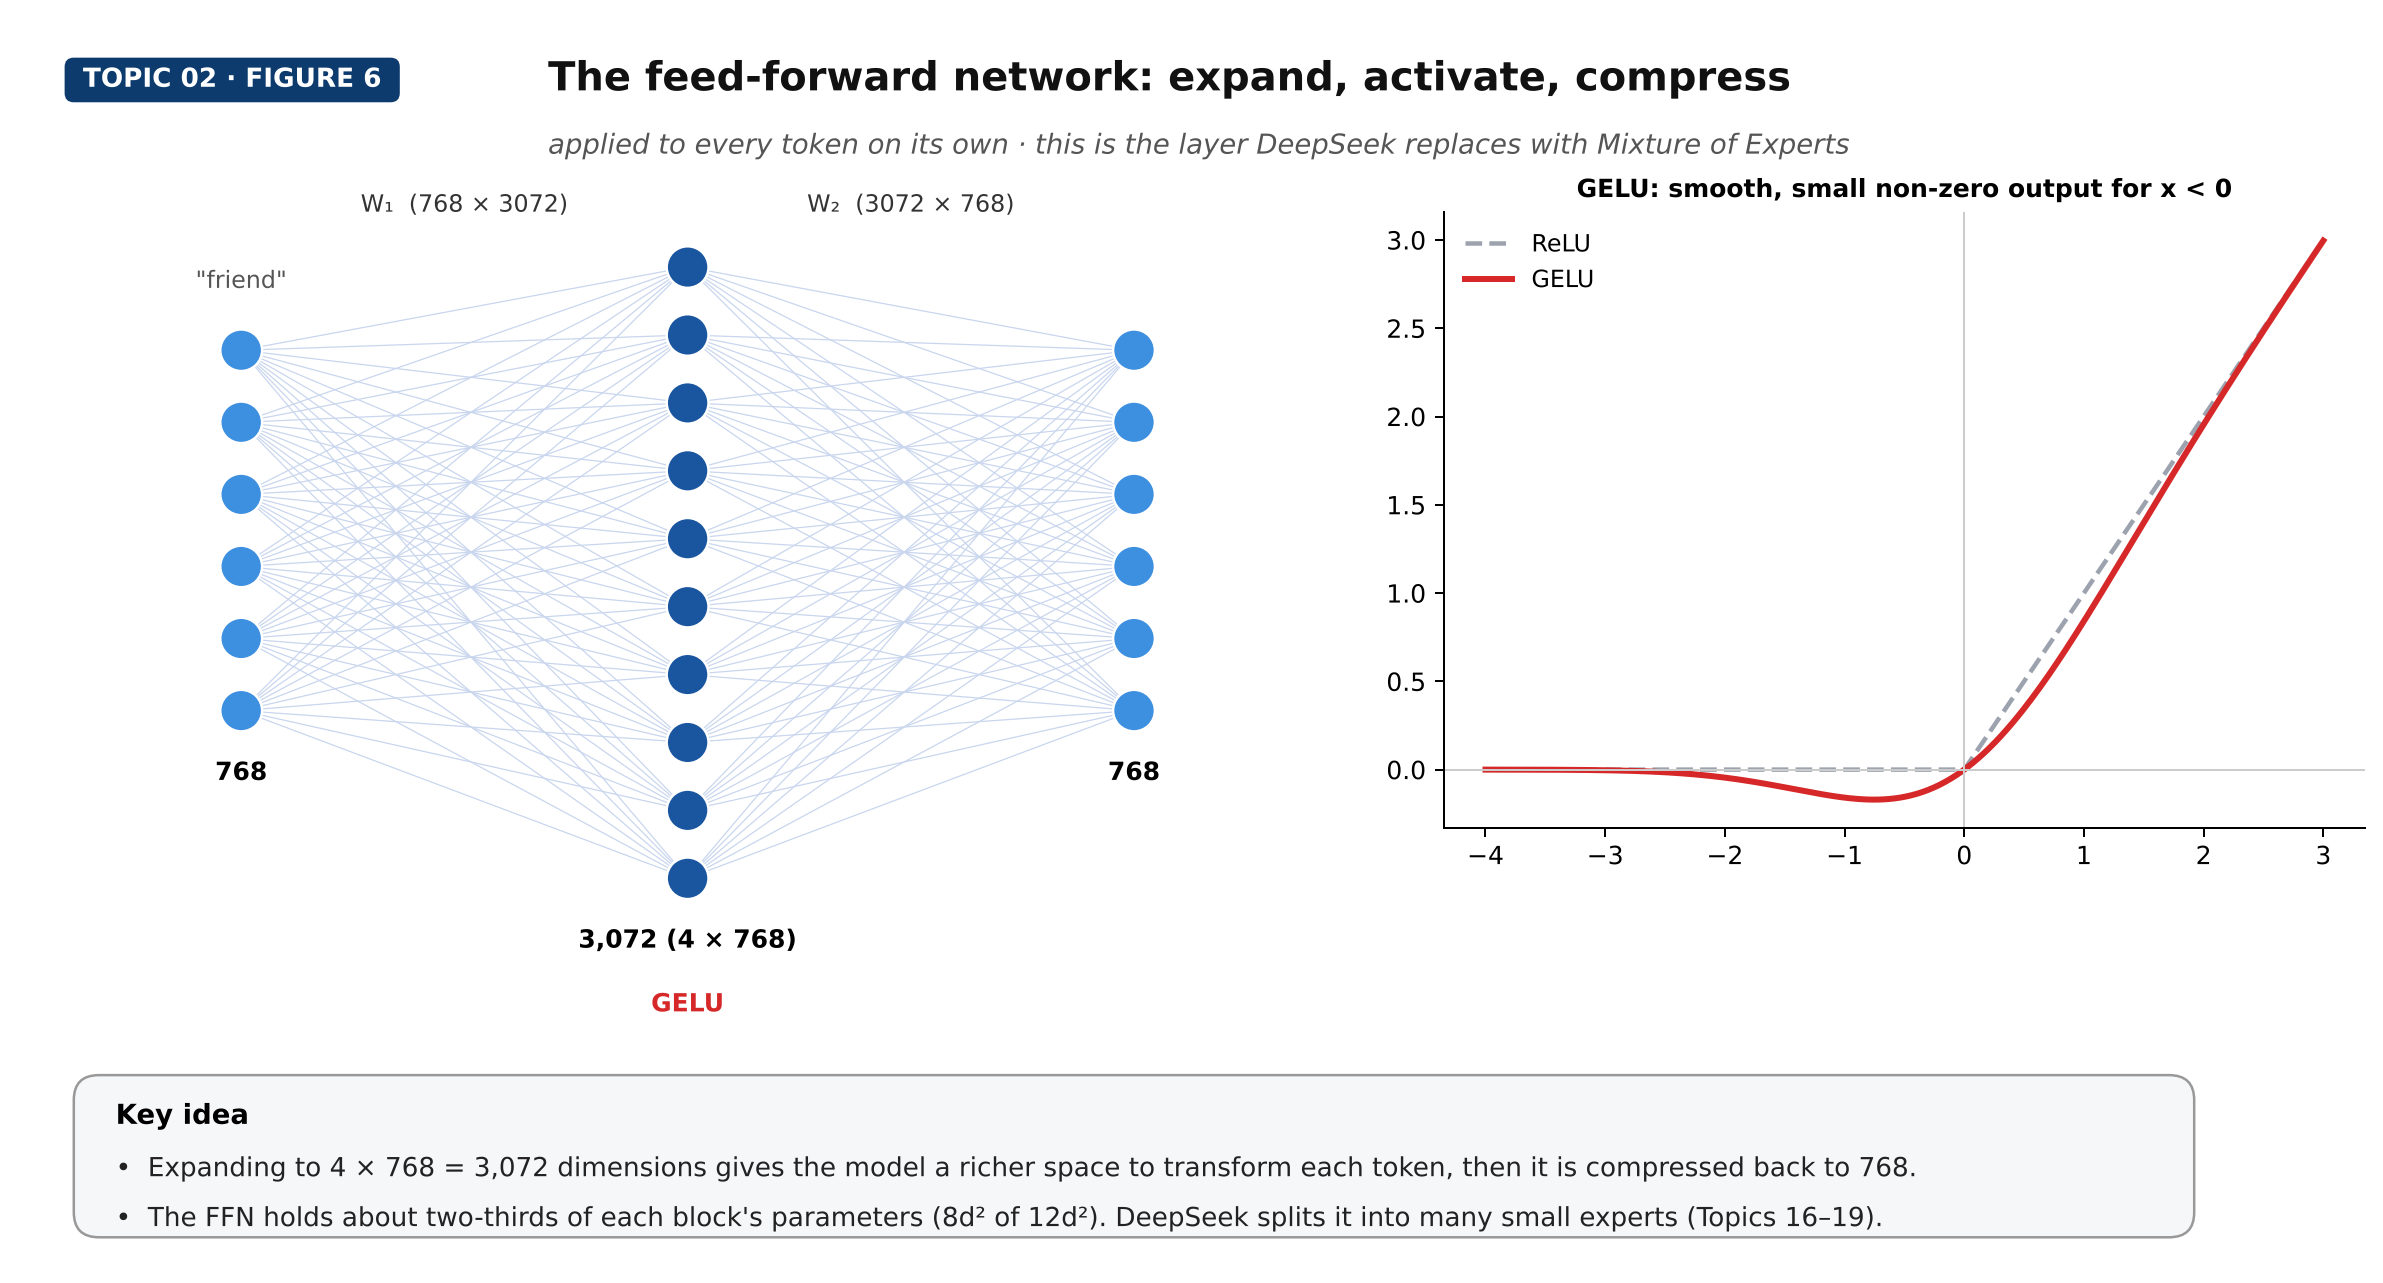 TOPIC 02 · FIGURE 6
The feed-forward network: expand, activate, compress
applied to every token on its own · this is the layer DeepSeek replaces with Mixture of Experts
W₁ (768 × 3072)
W₂ (3072 × 768)
"friend"
768
768
3,072 (4 × 768)
GELU
GELU: smooth, small non-zero output for x < 0
ReLU
GELU
3.0
2.5
2.0
1.5
1.0
0.5
0.0
−4
−3
−2
−1
0
1
2
3
Key idea
• Expanding to 4 × 768 = 3,072 dimensions gives the model a richer space to transform each token, then it is compressed back to 768.
• The FFN holds about two-thirds of each block's parameters (8d² of 12d²). DeepSeek splits it into many small experts (Topics 16–19).